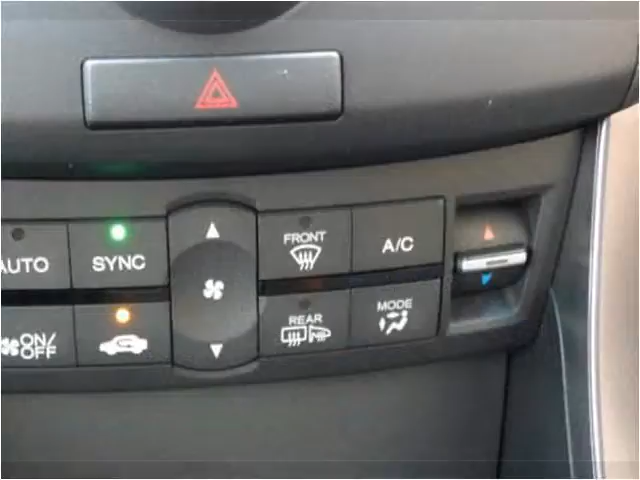 AUTO
SYNC
FRONT
A/C
ON/
OFF
REAR
MODE